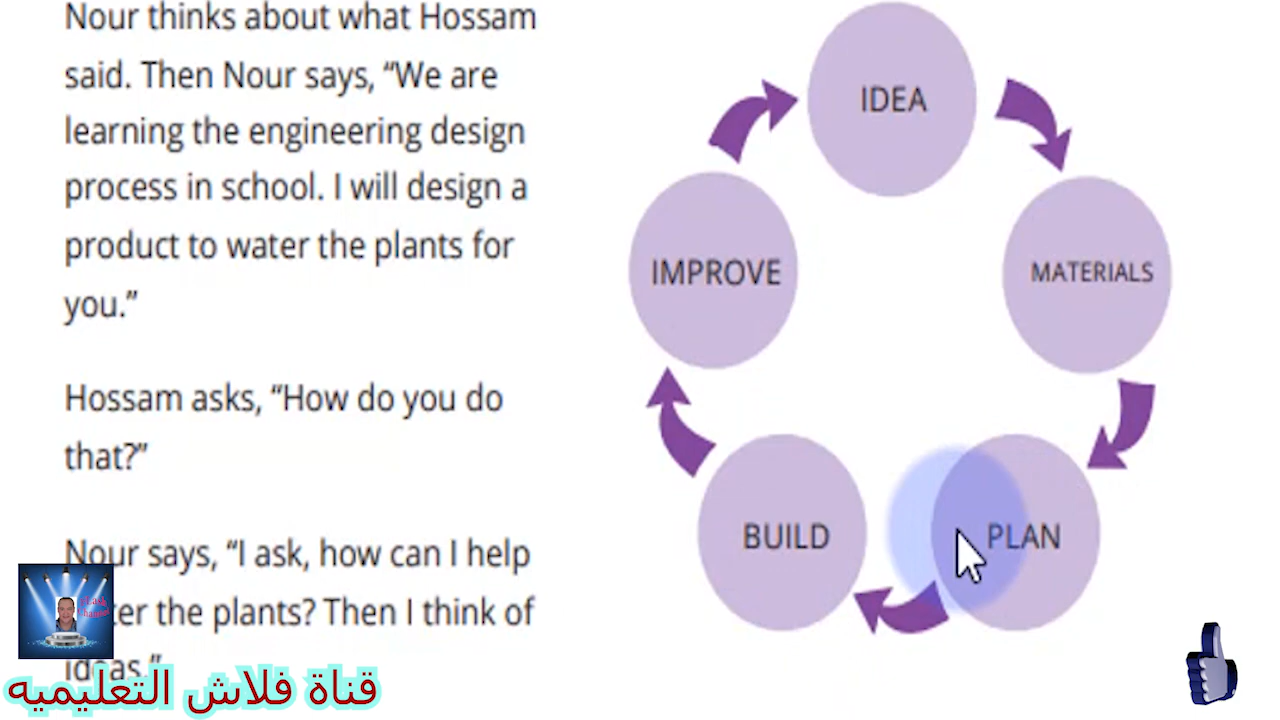 Nour thinks about what Hossam
said. Then Nour says, “We are
learning the engineering design
process in school. I will design a
product to water the plants for
you.”
Hossam asks, “How do you do
that?”
Nour says, “I ask, how can I help
the plants? Then I think of
ideas.”
IDEA
MATERIALS
PLAN
BUILD
IMPROVE
قناة فلاش التعليميه